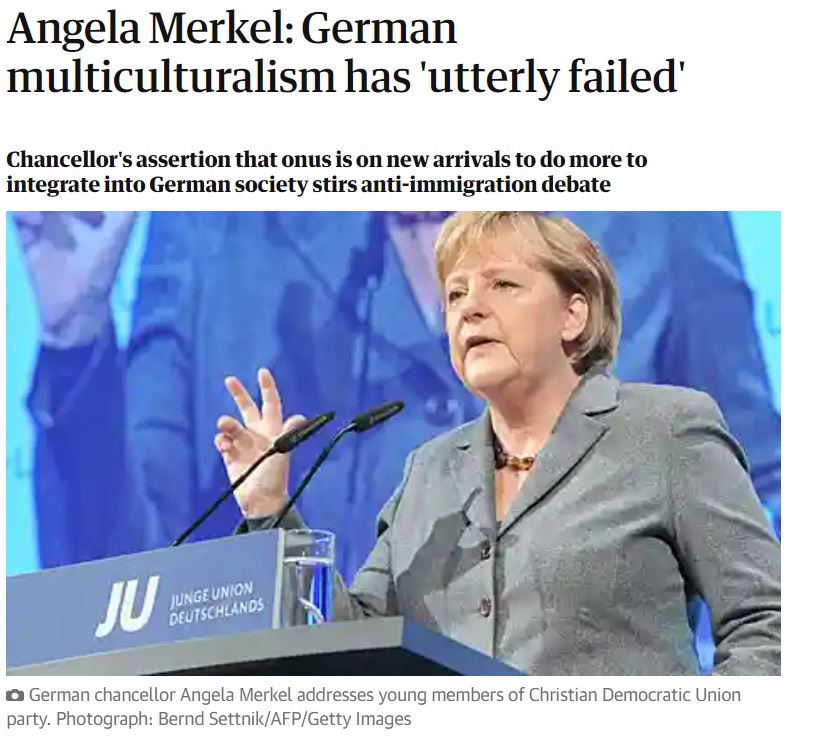 Angela Merkel: German
multiculturalism has 'utterly failed'
Chancellor's assertion that onus is on new arrivals to do more to
integrate into German society stirs anti-immigration debate
JU
JUNGE UNION
DEUTSCHLANDS
German chancellor Angela Merkel addresses young members of Christian Democratic Union
party. Photograph: Bernd Settnik/AFP/Getty Images